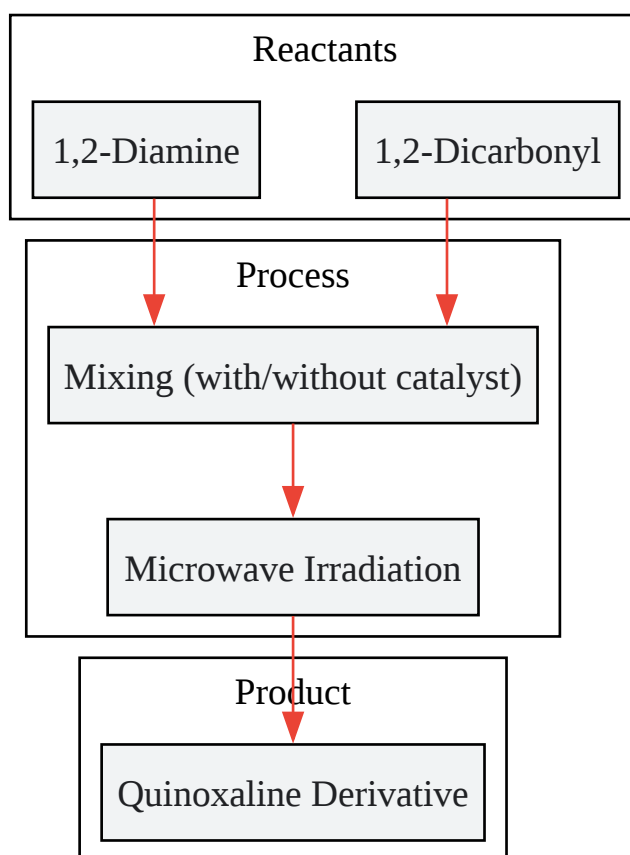 Reactants
1,2-Diamine
1,2-Dicarbonyl
Process
Mixing (with/without catalyst)
Microwave Irradiation
Product
Quinoxaline Derivative